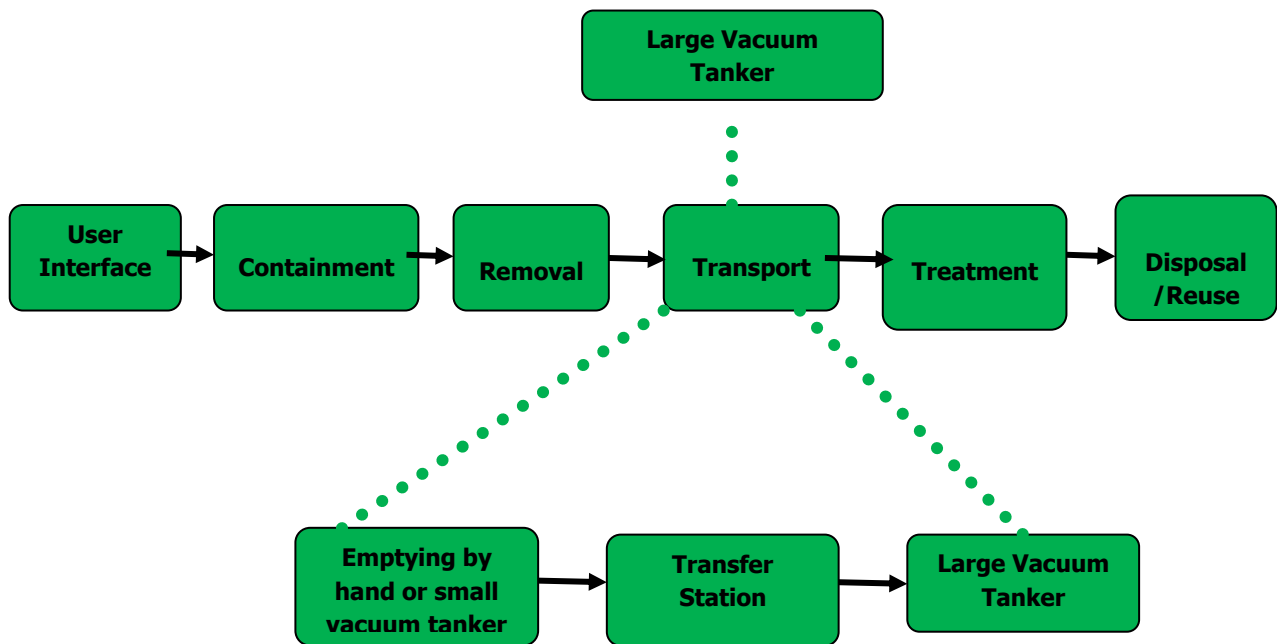 Large Vacuum
Tanker
User
Interface
Containment
Removal
Transport
Treatment
Disposal
/Reuse
Emptying by
hand or small
vacuum tanker
Transfer
Station
Large Vacuum
Tanker